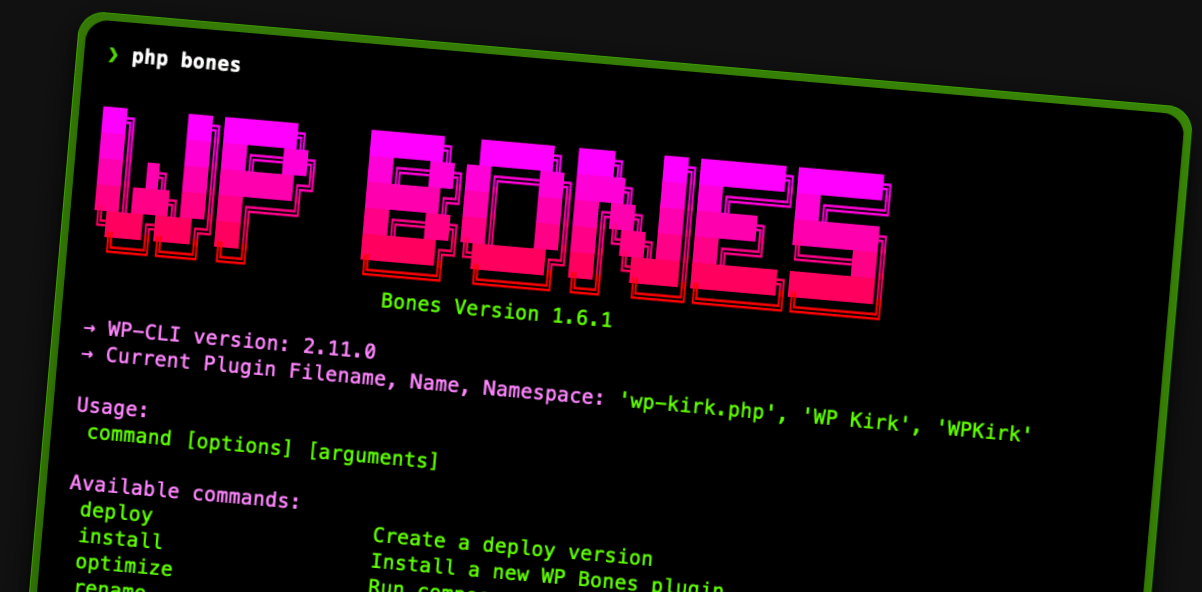 ❯ php bones
WP BONES
Bones Version 1.6.1
→ WP-CLI version: 2.11.0
→ Current Plugin Filename, Name, Namespace: 'wp-kirk.php', 'WP Kirk', 'WPKirk'
Usage:
command [options] [arguments]
Available commands:
deploy Create a deploy version
install Install a new WP Bones plugin
optimize Run
rename